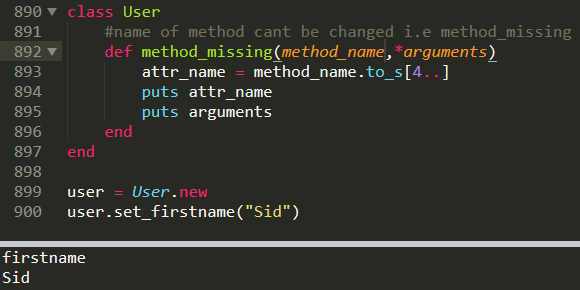 890 class User
891 #name of method cant be changed i.e method_missing
892 def method_missing(method_name,*arguments)
893 attr_name = method_name.to_s[4..]
894 puts attr_name
895 puts arguments
896 end
897 end
898
899 user = User.new
900 user.set_firstname("Sid")
firstname
Sid